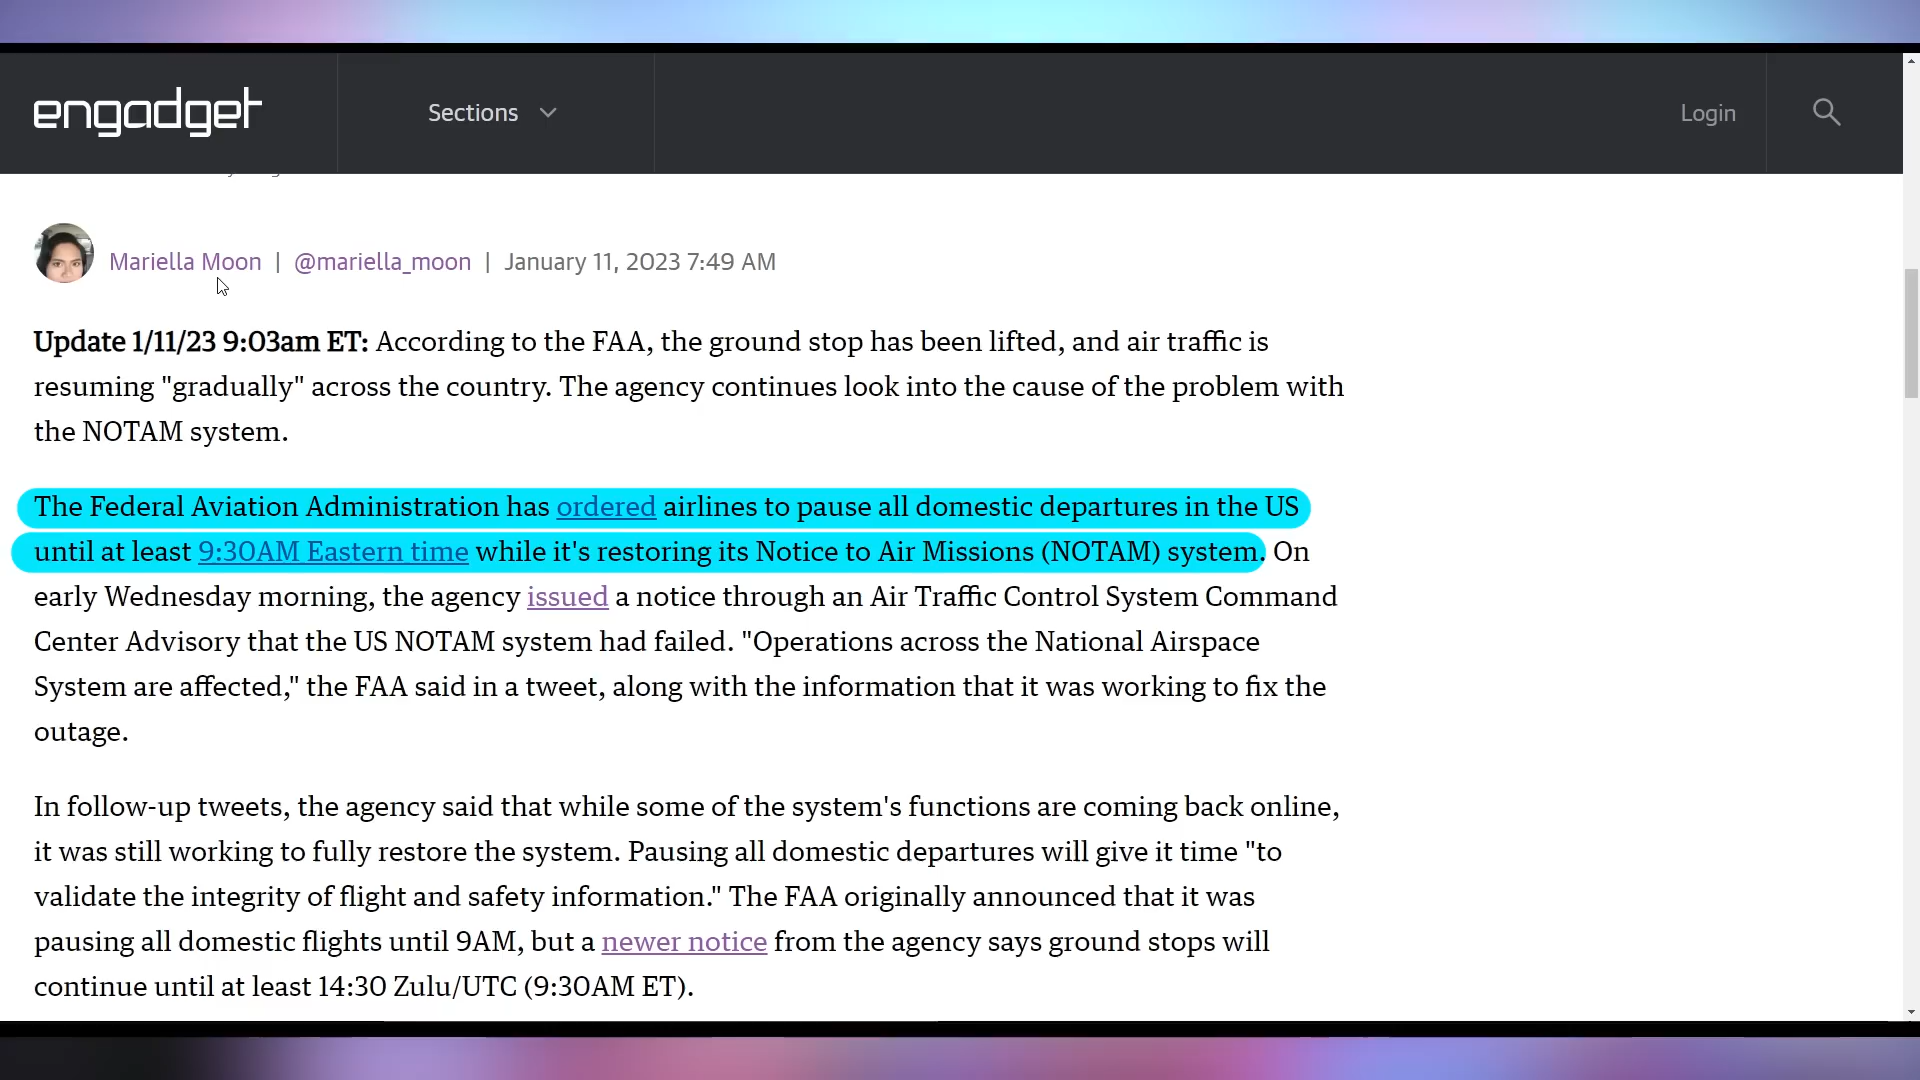 engadget
Sections
Login
Mariella Moon | @mariella_moon | January 11, 2023 7:49 AM
Update 1/11/23 9:03am ET: According to the FAA, the ground stop has been lifted, and air traffic is
resuming "gradually" across the country. The agency continues look into the cause of the problem with
the NOTAM system.
The Federal Aviation Administration has ordered airlines to pause all domestic departures in the US
until at least 9:30AM Eastern time while it's restoring its Notice to Air Missions (NOTAM) system. On
early Wednesday morning, the agency issued a notice through an Air Traffic Control System Command
Center Advisory that the US NOTAM system had failed. "Operations across the National Airspace
System are affected," the FAA said in a tweet, along with the information that it was working to fix the
outage.
In follow-up tweets, the agency said that while some of the system's functions are coming back online,
it was still working to fully restore the system. Pausing all domestic departures will give it time "to
validate the integrity of flight and safety information." The FAA originally announced that it was
pausing all domestic flights until 9AM, but a newer notice from the agency says ground stops will
continue until at least 14:30 Zulu/UTC (9:30AM ET).